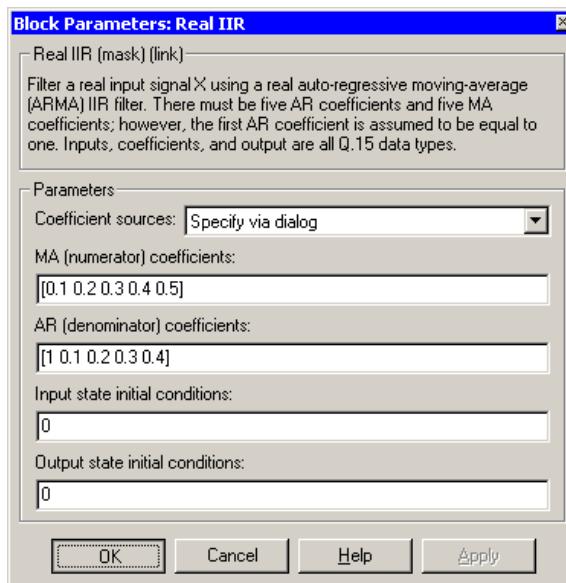 Block Parameters: Real IIR
Real IIR (mask) (link)
Filter a real input signal X using a real auto-regressive moving-average
(ARMA) IIR filter. There must be five AR coefficients and five MA
coefficients; however, the first AR coefficient is assumed to be equal to
one. Inputs, coefficients, and output are all Q.15 data types.
Parameters
Coefficient sources: Specify via dialog
MA (numerator) coefficients:
[0.1 0.2 0.3 0.4 0.5]
AR (denominator) coefficients:
[1 0.1 0.2 0.3 0.4]
Input state initial conditions:
0
Output state initial conditions:
0
OK Cancel Help Apply